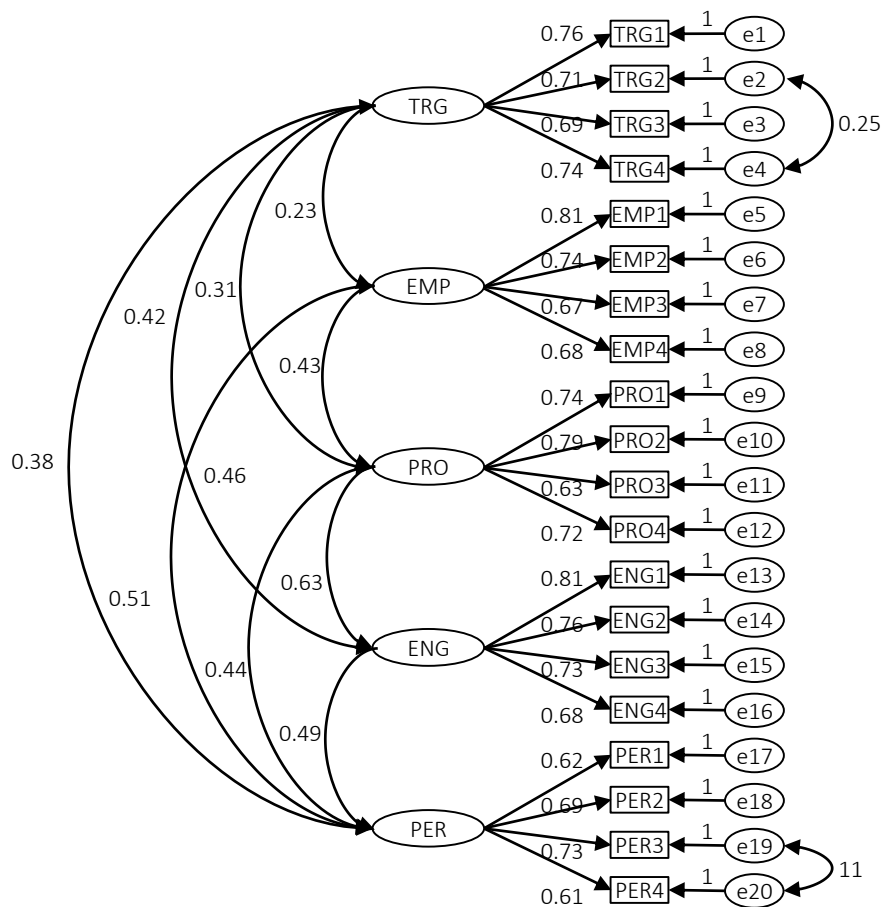 0.76 TRG1 1 e1
0.71 TRG2 1 e2
TRG
0.69 TRG3 1 e3
0.25
0.74 TRG4 1 e4
0.23
0.81 EMP1 1 e5
0.74 EMP2 1 e6
EMP
0.42 0.31
0.67 EMP3 1 e7
0.43
0.68 EMP4 1 e8
0.74 PRO1 1 e9
0.79 PRO2 1 e10
0.38 0.46 PRO
0.63 PRO3 1 e11
0.72 PRO4 1 e12
0.51 0.63
0.81 ENG1 1 e13
0.76 ENG2 1 e14
ENG
0.44
0.73 ENG3 1 e15
0.49
0.68 ENG4 1 e16
0.62 PER1 1 e17
0.69 PER2 1 e18
PER
0.73 PER3 1 e19
11
0.61 PER4 1 e20